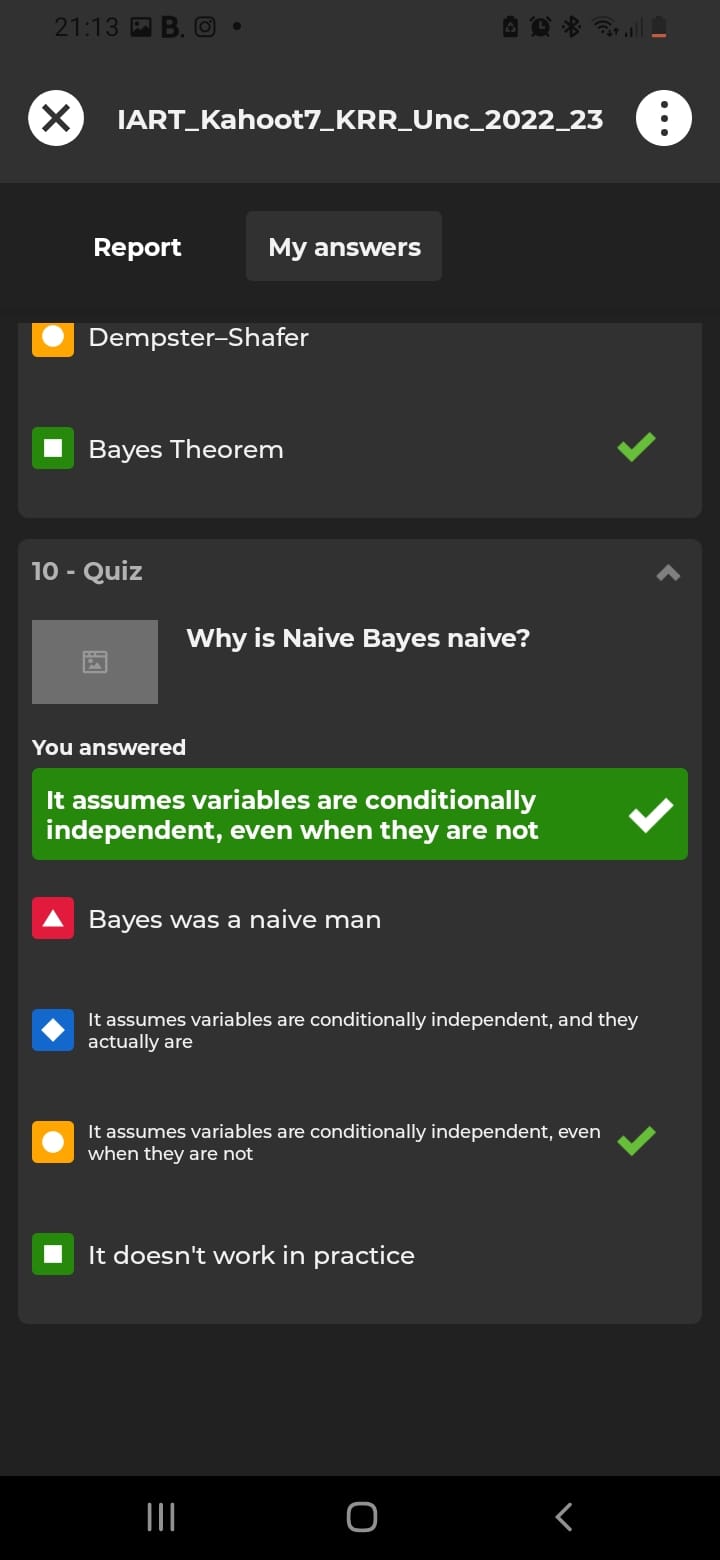 21:13 B.
IART_Kahoot7_KRR_Unc_2022_23
Report My answers
Dempster–Shafer
Bayes Theorem
10 - Quiz
Why is Naive Bayes naive?
You answered
It assumes variables are conditionally
independent, even when they are not
Bayes was a naive man
It assumes variables are conditionally independent, and they
actually are
It assumes variables are conditionally independent, even
when they are not
It doesn't work in practice